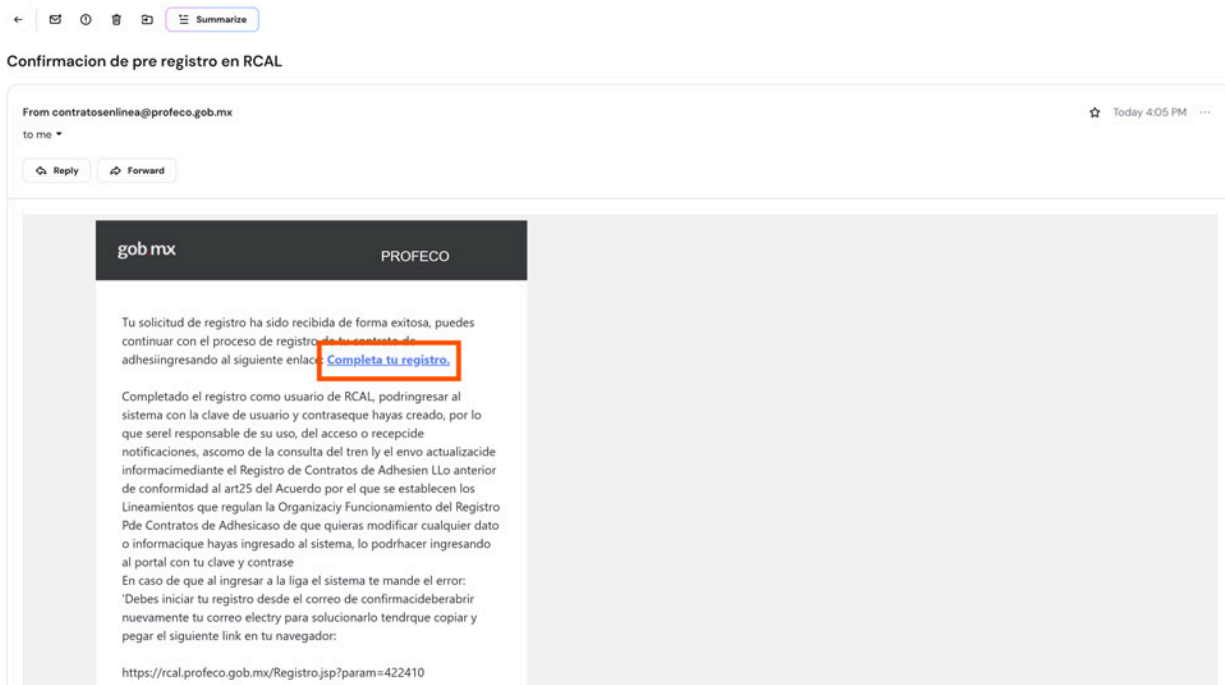 Summarize
Confirmacion de pre registro en RCAL
From contratosenlinea@profeco.gob.mx
Today 4:05 PM
to me
Reply Forward
gob.mx PROFECO
Tu solicitud de registro ha sido recibida de forma exitosa, puedes
continuar con el proceso de registro de tu contrato de
adhesiingresando al siguiente enlace: Completa tu registro.
Completado el registro como usuario de RCAL, podringresar al
sistema con la clave de usuario y contraseque hayas creado, por lo
que serel responsable de su uso, del acceso o recepcide
notificaciones, ascomo de la consulta del tren ly el envo actualizacide
informacimediante el Registro de Contratos de Adhesien LLo anterior
de conformidad al art25 del Acuerdo por el que se establecen los
Lineamientos que regulan la Organizaciy Funcionamiento del Registro
Pde Contratos de Adhesicaso de que quieras modificar cualquier dato
o informacique hayas ingresado al sistema, lo podrhacer ingresando
al portal con tu clave y contrase
En caso de que al ingresar a la liga el sistema te mande el error:
'Debes iniciar tu registro desde el correo de confirmacideberabrir
nuevamente tu correo electry para solucionarlo tendrque copiar y
pegar el siguiente link en tu navegador:
https://rcal.profeco.gob.mx/Registro.jsp?param=422410